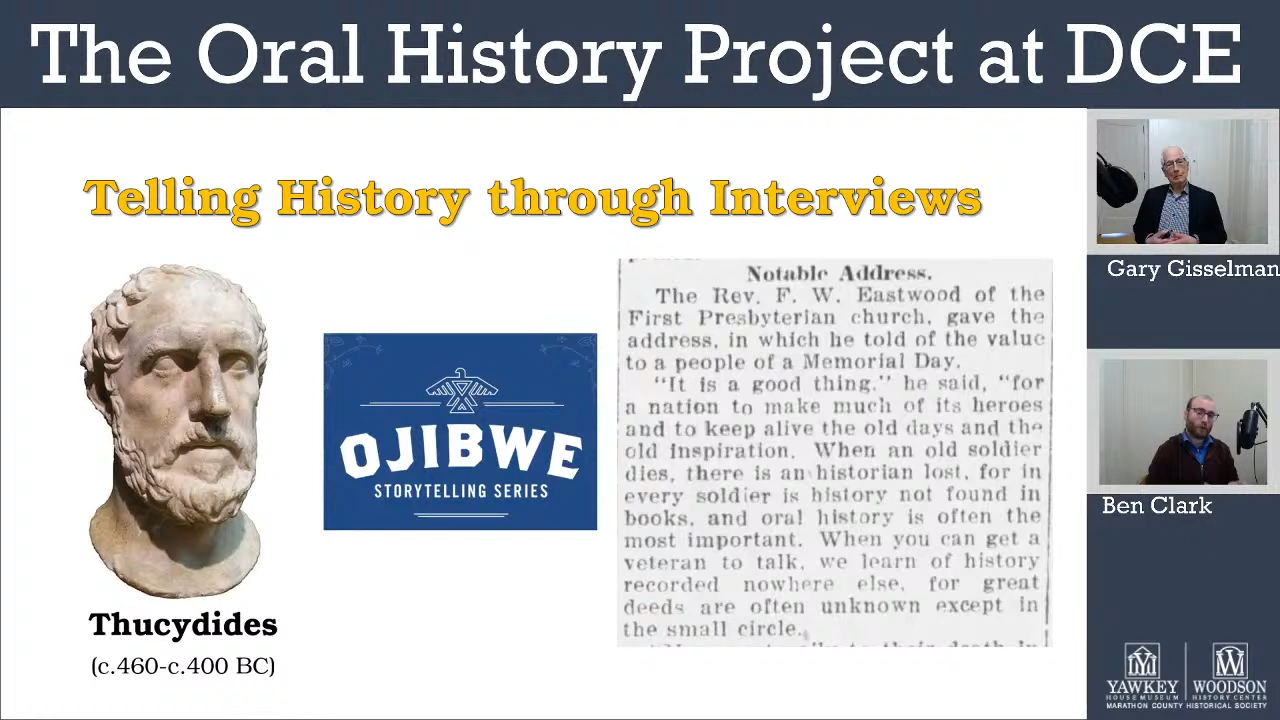 The Oral History Project at DCE
Telling History through Interviews
Thucydides
(c.460-c.400 BC)
OJIBWE
STORYTELLING SERIES
Notable Address.
The Rev. F. W. Eastwood of the
First Presbyterian church, gave the
address, in which he told of the value
to a people of a Memorial Day.
"It is a good thing," he said, "for
a nation to make much of its heroes
and to keep alive the old days and the
old inspiration. When an old soldier
dies, there is an historian lost, for in
every soldier is history not found in
books, and oral history is often the
most important. When you can get a
veteran to talk, we learn of history
recorded nowhere else, for great
deeds are often unknown except in
the small circle.
Gary Gisselman
Ben Clark
YAWKEY
HOUSE MUSEUM
WOODSON
HISTORY CENTER
MARATHON COUNTY HISTORICAL SOCIETY